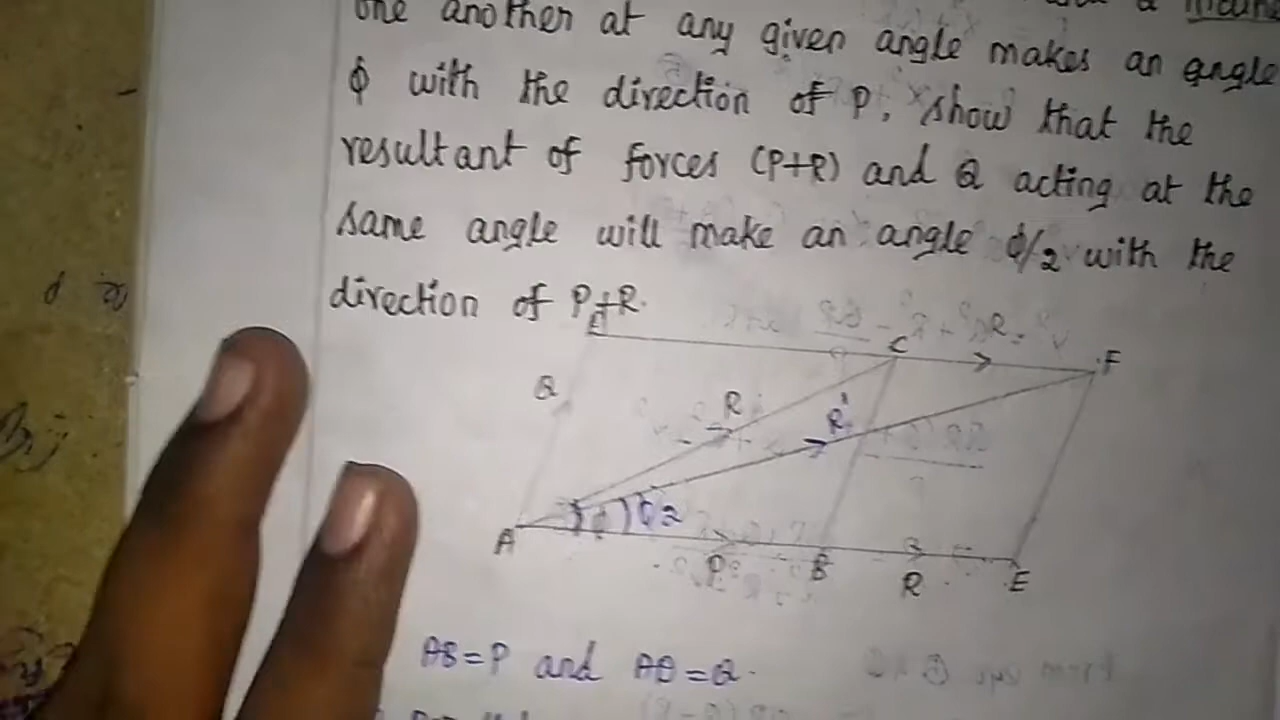 one another at any given angle makes an angle
ϕ with the direction of P, show that the
resultant of forces (P+R) and Q acting at the
same angle will make an angle ϕ/2 with the
direction of P+R.
R
C
F
Q
R
R'
A
P
B
R
E
AB=P and AD=Q.